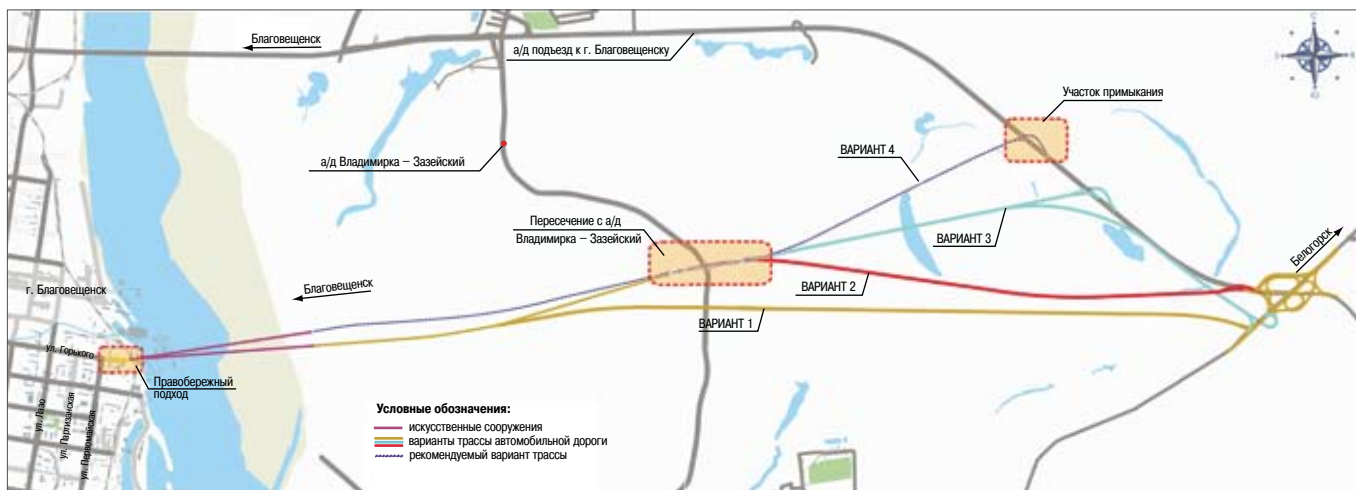 Благовещенск
а/д подъезд к г. Благовещенску
Участок примыкания
а/д Владимирка – Зазейский
ВАРИАНТ 4
Пересечение с а/д
Владимирка – Зазейский
ВАРИАНТ 3
Белогорск
Благовещенск
ВАРИАНТ 2
г. Благовещенск
ВАРИАНТ 1
ул. Горького
Правобережный
подход
ул. Лазо
ул. Партизанская
ул. Первомайская
Условные обозначения:
искусственные сооружения
варианты трассы автомобильной дороги
рекомендуемый вариант трассы